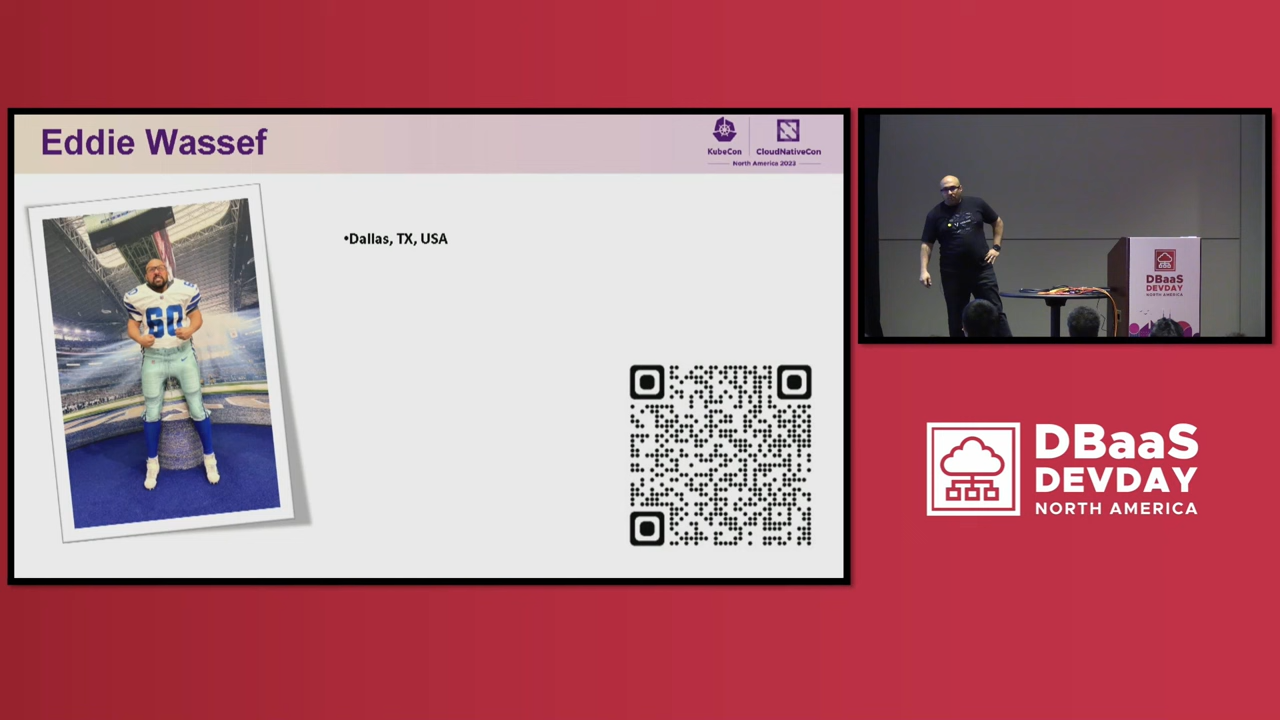 Eddie Wassef
KubeCon
CloudNativeCon
North America 2023
•Dallas, TX, USA
60
DBaaS
DEVDAY
NORTH AMERICA
DBaaS
DEVDAY
NORTH AMERICA